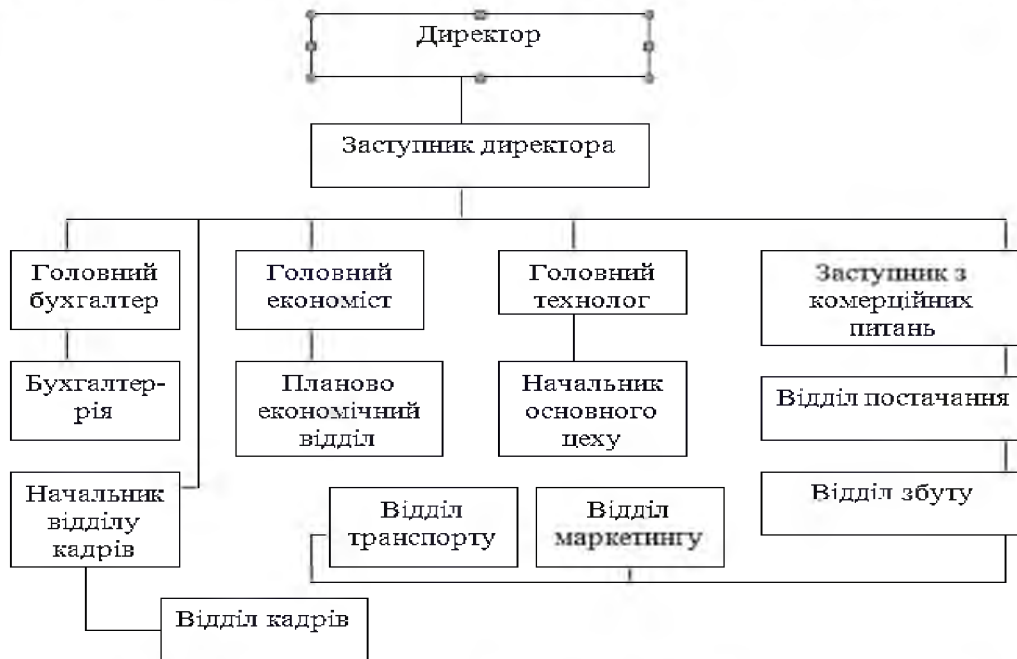 Директор
Заступник директора
Головний
бухгалтер
Головний
економіст
Головний
технолог
Заступник з
комерційних
питань
Бухгалтер-
рія
Планово
економічний
відділ
Начальник
основного
цеху
Відділ постачання
Начальник
відділу
кадрів
Відділ
транспорту
Відділ
маркетингу
Відділ збуту
Відділ кадрів